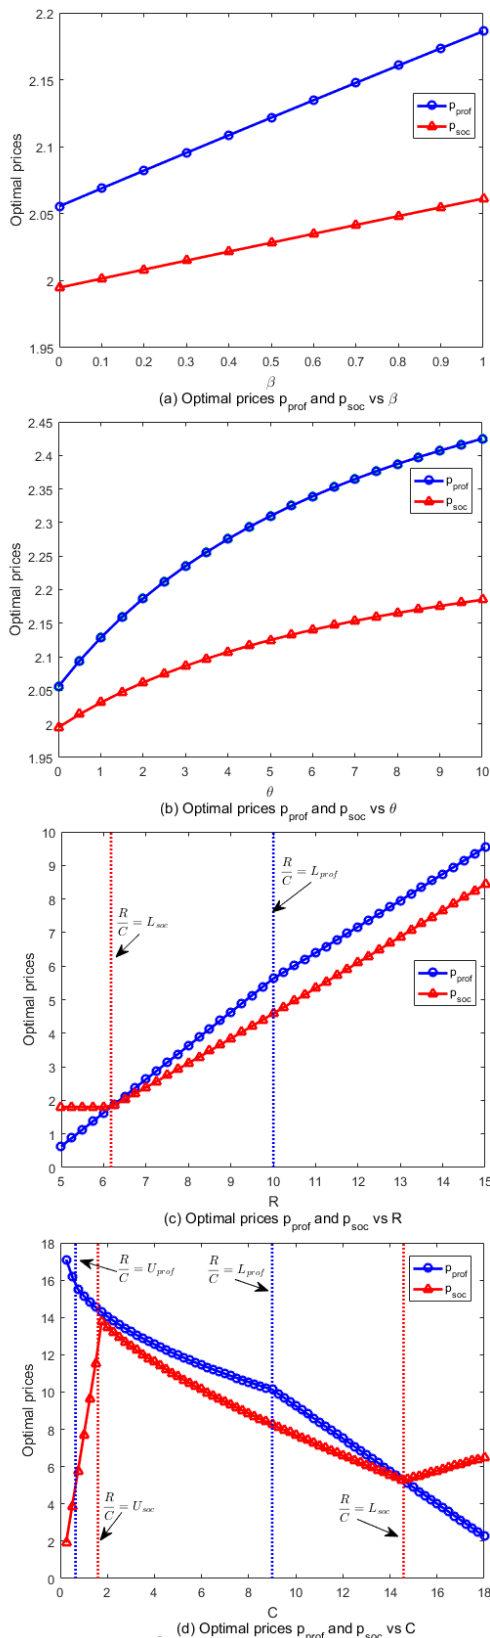 2.2
2.15
2.1
2.05
2
1.95
Optimal prices
p_prof
p_soc
0 0.1 0.2 0.3 0.4 0.5 0.6 0.7 0.8 0.9 1
β
(a) Optimal prices p_prof and p_soc vs β
2.45
2.4
2.35
2.3
2.25
2.2
2.15
2.1
2.05
2
1.95
Optimal prices
p_prof
p_soc
0 1 2 3 4 5 6 7 8 9 10
θ
(b) Optimal prices p_prof and p_soc vs θ
10
9
8
7
6
5
4
3
2
1
0
Optimal prices
R/C = L_prof
R/C = L_soc
p_prof
p_soc
5 6 7 8 9 10 11 12 13 14 15
R
(c) Optimal prices p_prof and p_soc vs R
18
16
14
12
10
8
6
4
2
0
Optimal prices
R/C = U_prof
R/C = L_prof
p_prof
p_soc
R/C = U_soc
R/C = L_soc
0 2 4 6 8 10 12 14 16 18
C
(d) Optimal prices p_prof and p_soc vs C